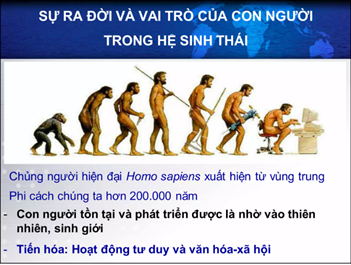 SỰ RA ĐỜI VÀ VAI TRÒ CỦA CON NGƯỜI
TRONG HỆ SINH THÁI
Chủng người hiện đại Homo sapiens xuất hiện từ vùng trung
Phi cách chúng ta hơn 200.000 năm
- Con người tồn tại và phát triển được là nhờ vào thiên
nhiên, sinh giới
- Tiến hóa: Hoạt động tư duy và văn hóa-xã hội